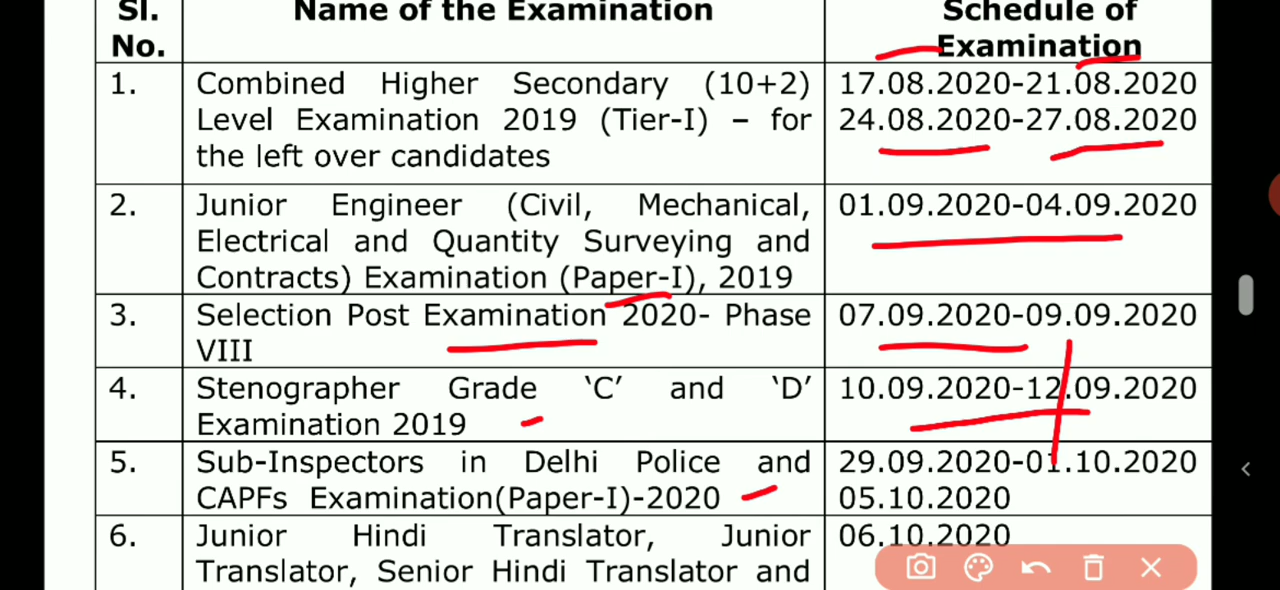 Sl. Name of the Examination Schedule of
No. Examination
1. Combined Higher Secondary (10+2) 17.08.2020-21.08.2020
Level Examination 2019 (Tier-I) – for 24.08.2020-27.08.2020
the left over candidates
2. Junior Engineer (Civil, Mechanical, 01.09.2020-04.09.2020
Electrical and Quantity Surveying and
Contracts) Examination (Paper-I), 2019
3. Selection Post Examination 2020- Phase 07.09.2020-09.09.2020
VIII
4. Stenographer Grade ‘C’ and ‘D’ 10.09.2020-12.09.2020
Examination 2019
5. Sub-Inspectors in Delhi Police and 29.09.2020-01.10.2020
CAPFs Examination(Paper-I)-2020 05.10.2020
6. Junior Hindi Translator, Junior 06.10.2020
Translator, Senior Hindi Translator and